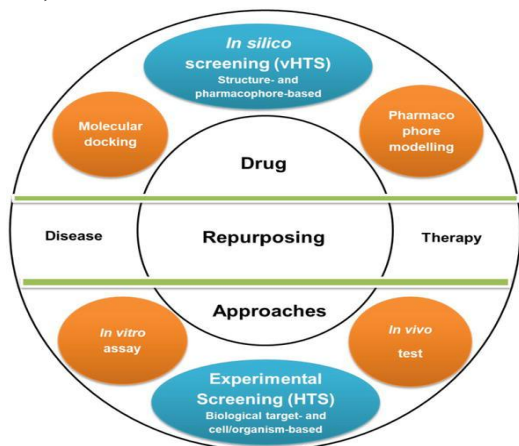 In silico
screening (vHTS)
Structure- and
pharmacophore-based
Molecular
docking
Pharmaco
phore
modelling
Drug
Disease
Repurposing
Therapy
Approaches
In vitro
assay
In vivo
test
Experimental
Screening (HTS)
Biological target- and
cell/organism-based